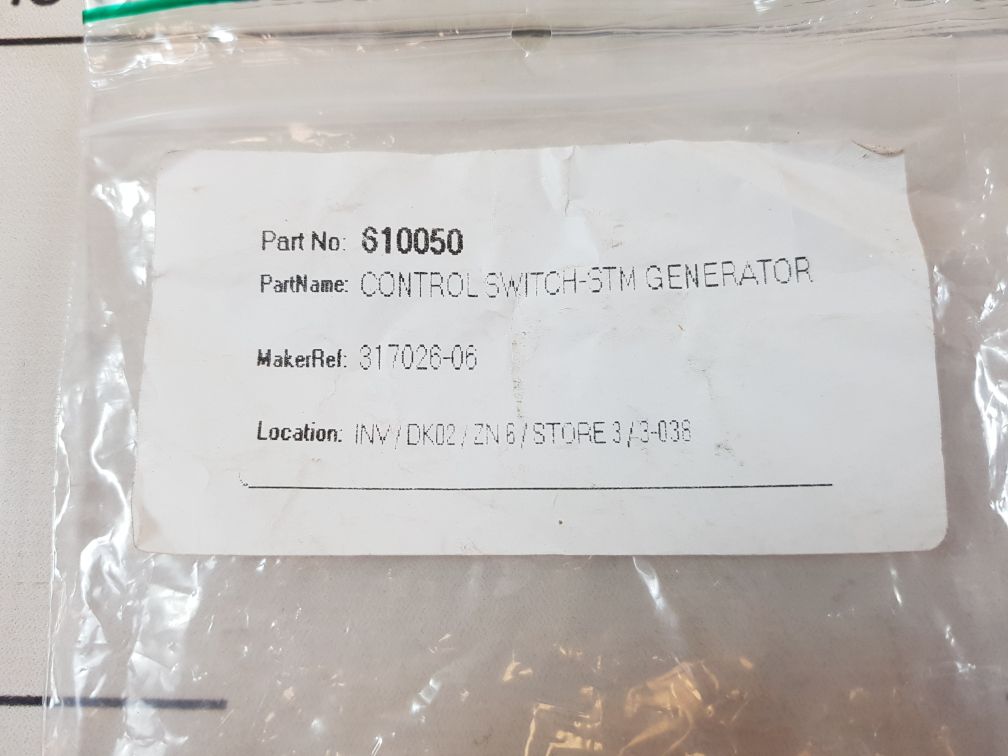 Part No: 610050
PartName: CONTROL SWITCH-STM GENERATOR
MakerRef: 317026-06
Location: INV / DK02 / ZN 6 / STORE 3 / 3-036